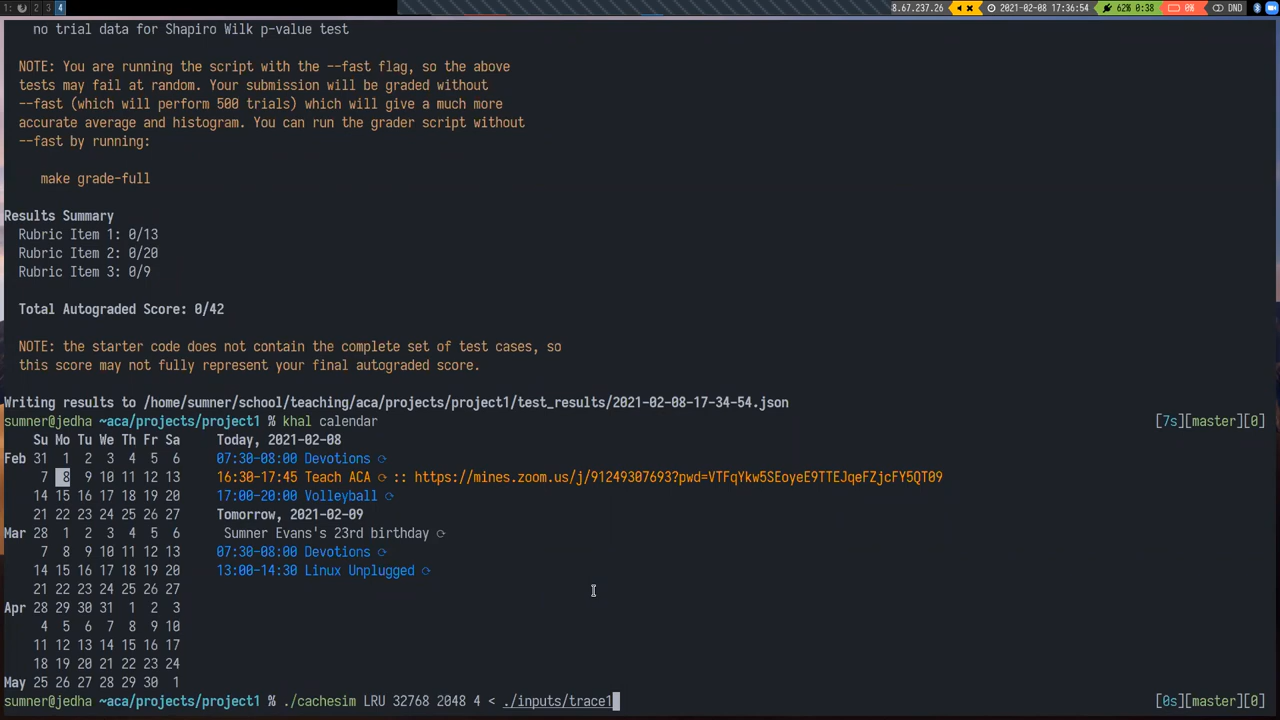 1: 2 3 4 8.67.237.26 2021-02-08 17:36:54 62% 0:38 0% DND
no trial data for Shapiro Wilk p-value test
NOTE: You are running the script with the --fast flag, so the above
tests may fail at random. Your submission will be graded without
--fast (which will perform 500 trials) which will give a much more
accurate average and histogram. You can run the grader script without
--fast by running:
make grade-full
Results Summary
Rubric Item 1: 0/13
Rubric Item 2: 0/20
Rubric Item 3: 0/9
Total Autograded Score: 0/42
NOTE: the starter code does not contain the complete set of test cases, so
this score may not fully represent your final autograded score.
Writing results to /home/sumner/school/teaching/aca/projects/project1/test_results/2021-02-08-17-34-54.json
sumner@jedha ~aca/projects/project1 % khal calendar [7s][master][0]
Su Mo Tu We Th Fr Sa Today, 2021-02-08
Feb 31 1 2 3 4 5 6 07:30-08:00 Devotions ⟳
7 8 9 10 11 12 13 16:30-17:45 Teach ACA ⟳ :: https://mines.zoom.us/j/91249307693?pwd=VTFqYkw5SEoyeE9TTEJqeFZjcFY5QT09
14 15 16 17 18 19 20 17:00-20:00 Volleyball ⟳
21 22 23 24 25 26 27 Tomorrow, 2021-02-09
Mar 28 1 2 3 4 5 6 Sumner Evans's 23rd birthday ⟳
7 8 9 10 11 12 13 07:30-08:00 Devotions ⟳
14 15 16 17 18 19 20 13:00-14:30 Linux Unplugged ⟳
21 22 23 24 25 26 27
Apr 28 29 30 31 1 2 3
4 5 6 7 8 9 10
11 12 13 14 15 16 17
18 19 20 21 22 23 24
May 25 26 27 28 29 30 1
sumner@jedha ~aca/projects/project1 % ./cachesim LRU 32768 2048 4 < ./inputs/trace1 [0s][master][0]